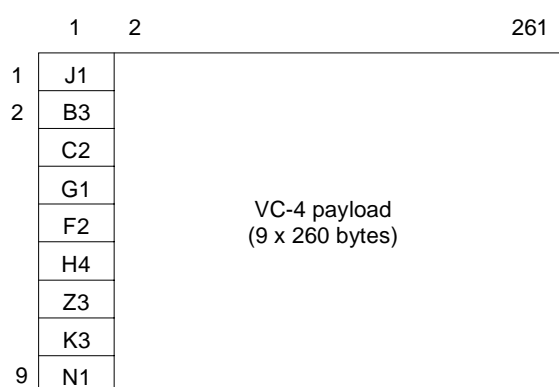 1 2 261
1 J1
2 B3
C2
G1
F2
VC-4 payload
(9 x 260 bytes)
H4
Z3
K3
9 N1